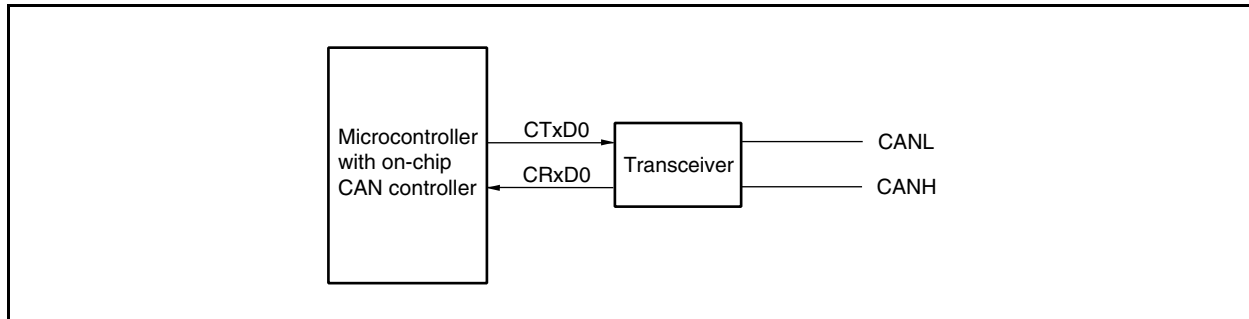 Microcontroller
with on-chip
CAN controller
CTxD0
CRxD0
Transceiver
CANL
CANH